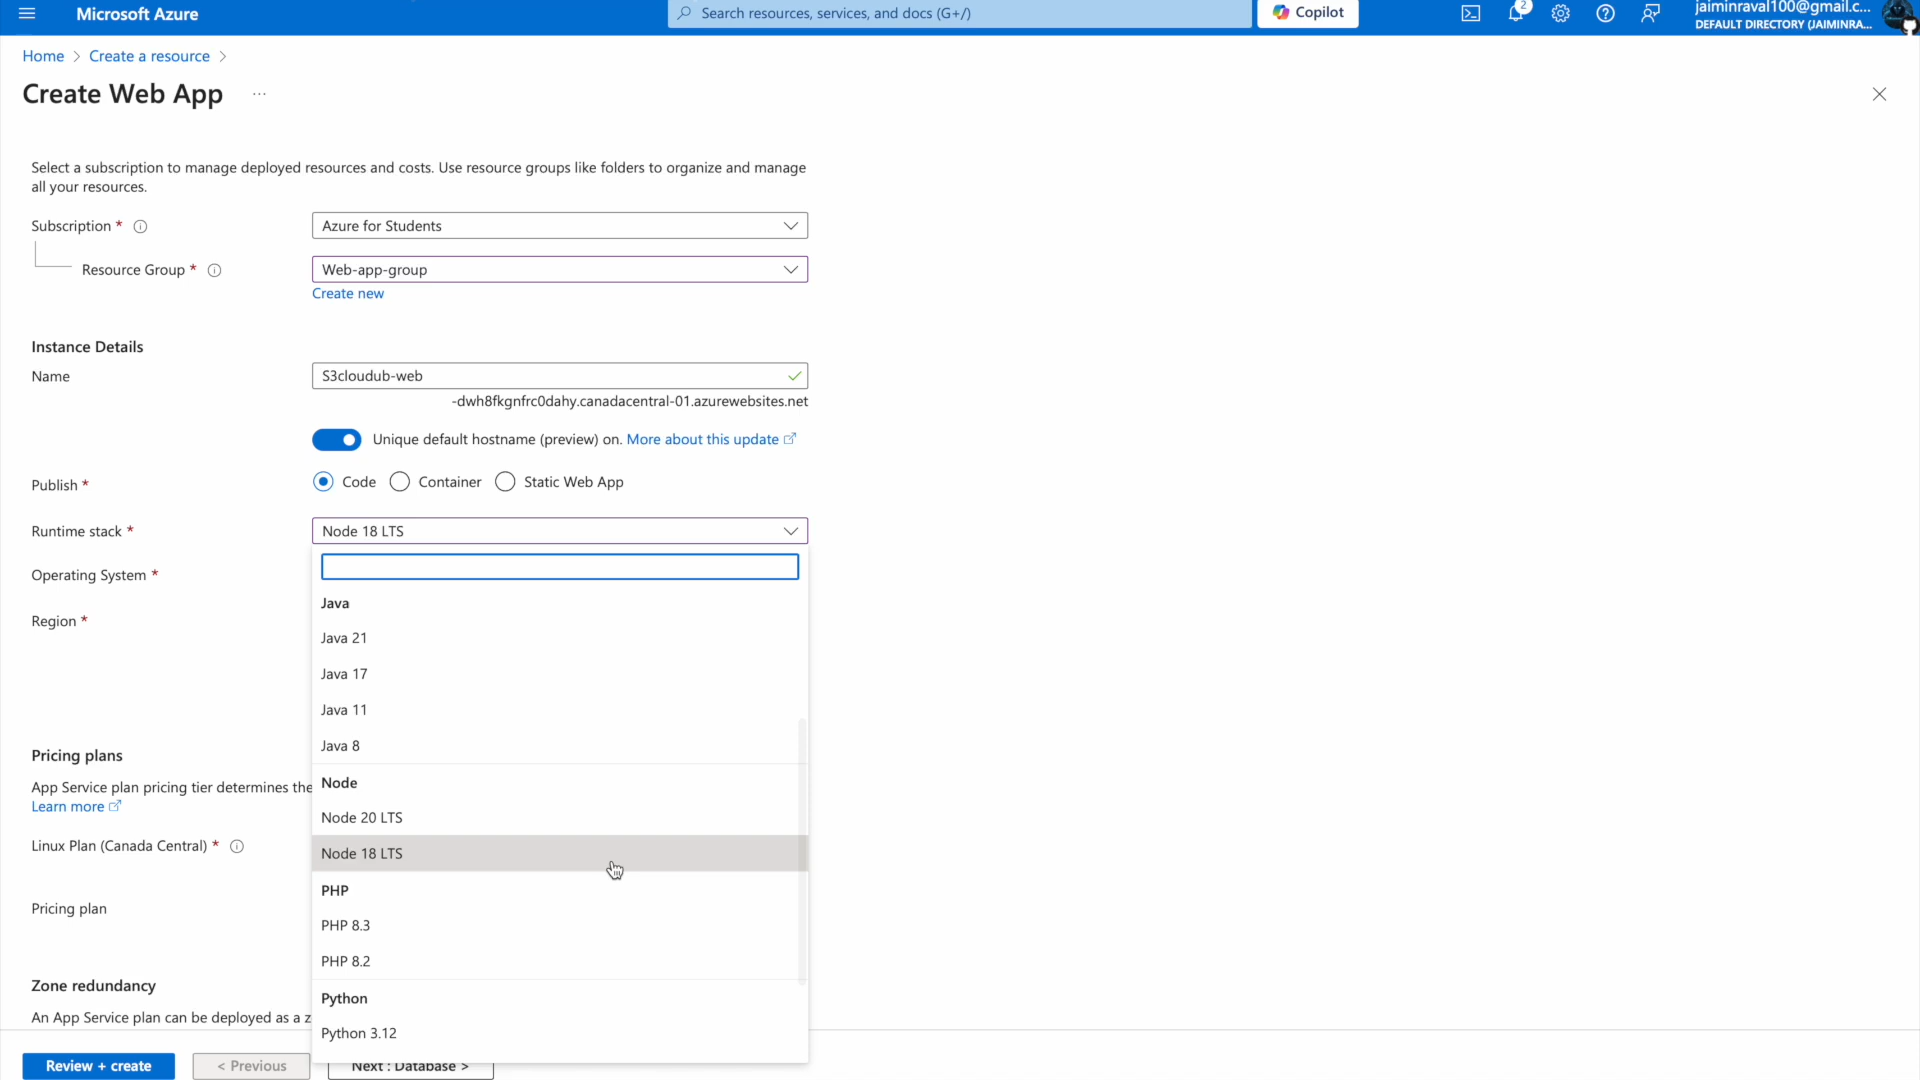 Microsoft Azure
Search resources, services, and docs (G+/)
Copilot
2
jaiminraval100@gmail.c...
DEFAULT DIRECTORY (JAIMINRA...
Home > Create a resource >
Create Web App ...
Select a subscription to manage deployed resources and costs. Use resource groups like folders to organize and manage
all your resources.
Subscription * Azure for Students
Resource Group * Web-app-group
Create new
Instance Details
Name S3cloudub-web
-dwh8fkgnfrc0dahy.canadacentral-01.azurewebsites.net
Unique default hostname (preview) on. More about this update
Publish * Code Container Static Web App
Runtime stack * Node 18 LTS
Operating System *
Java
Region *
Java 21
Java 17
Java 11
Java 8
Pricing plans
Node
App Service plan pricing tier determines the
Learn more
Node 20 LTS
Linux Plan (Canada Central) *
Node 18 LTS
PHP
Pricing plan
PHP 8.3
PHP 8.2
Zone redundancy
Python
An App Service plan can be deployed as a z
Python 3.12
Review + create < Previous Next : Database >